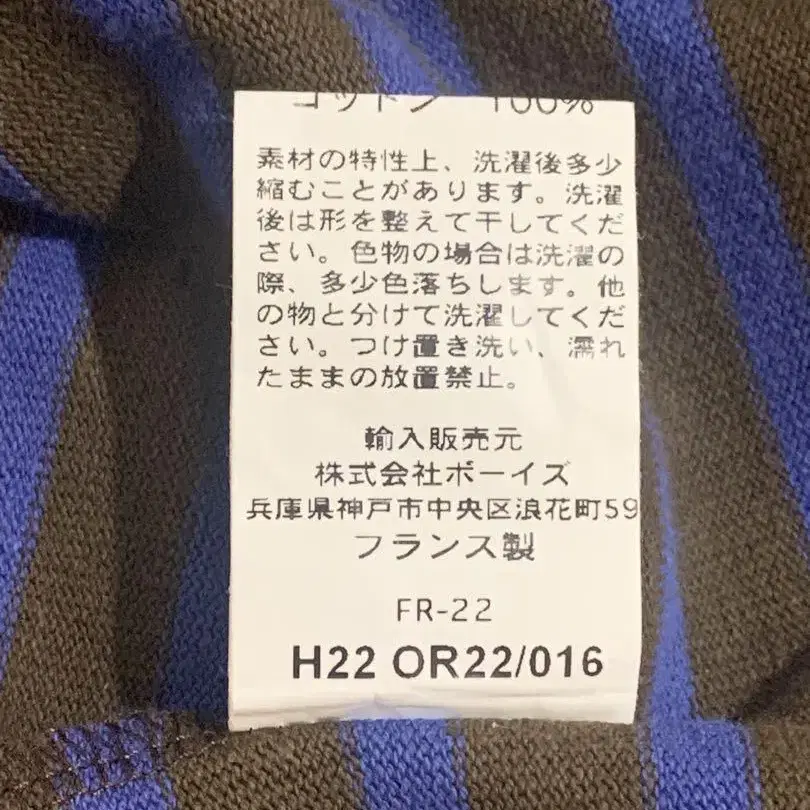 コットン 100%
素材の特性上、洗濯後多少
縮むことがあります。洗濯
後は形を整えて干してくだ
さい。色物の場合は洗濯の
際、多少色落ちします。他
の物と分けて洗濯してくだ
さい。つけ置き洗い、濡れ
たままの放置禁止。
輸入販売元
株式会社ボーイズ
兵庫県神戸市中央区浪花町59
フランス製
FR-22
H22 OR22/016